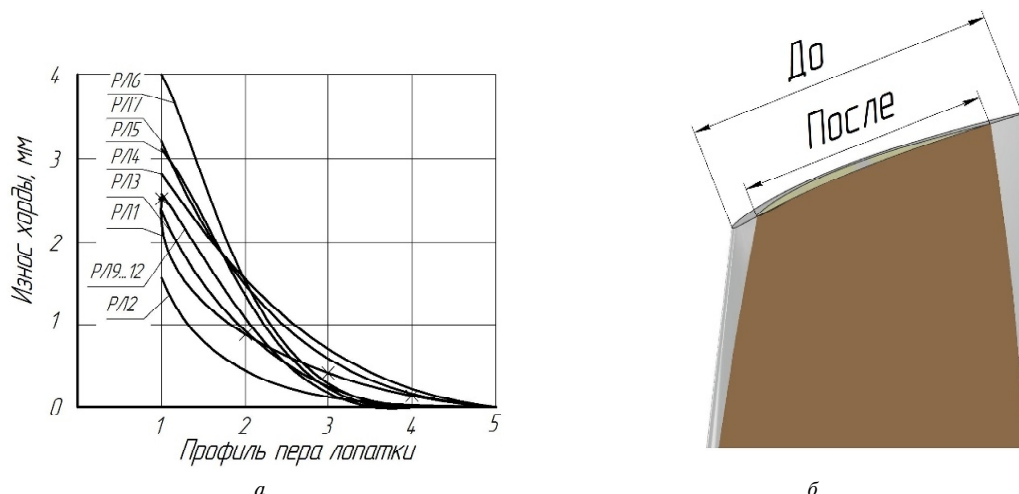 4
3
2
1
0
Износ хорды, мм
РЛ6
РЛ7
РЛ5
РЛ4
РЛ3
РЛ1
РЛ9...12
РЛ2
1 2 3 4 5
Профиль пера лопатки
а
До
После
б